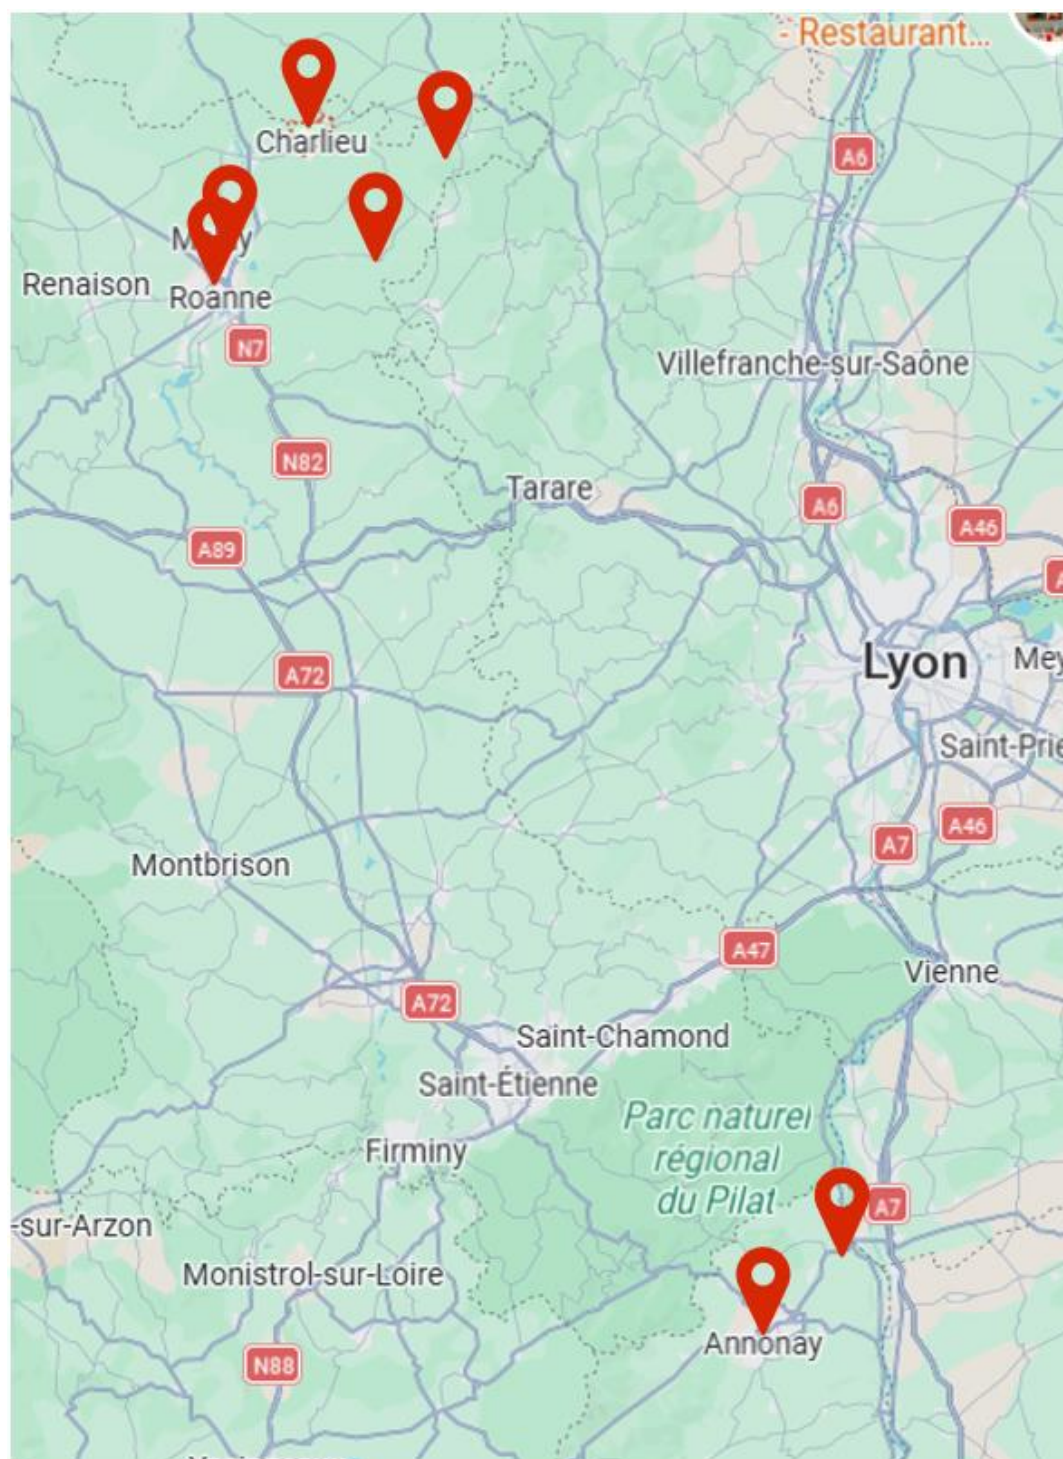 - Restaurant...
Charlieu
A6
Renaison
Roanne
N7
Villefranche-sur-Saône
N82
Tarare
A6
A46
A89
Lyon
Mey
A72
Saint-Prie
A46
A7
Montbrison
A47
Vienne
A72
Saint-Chamond
Saint-Étienne
Parc naturel
régional
du Pilat
Firminy
A7
-sur-Arzon
Monistrol-sur-Loire
Annonay
N88